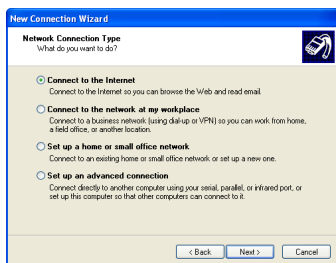 New Connection Wizard
Network Connection Type
What do you want to do?
Connect to the Internet
Connect to the Internet so you can browse the Web and read email.
Connect to the network at my workplace
Connect to a business network (using dial-up or VPN) so you can work from home,
a field office, or another location.
Set up a home or small office network
Connect to an existing home or small office network or set up a new one.
Set up an advanced connection
Connect directly to another computer using your serial, parallel, or infrared port, or
set up this computer so that other computers can connect to it.
< Back Next > Cancel